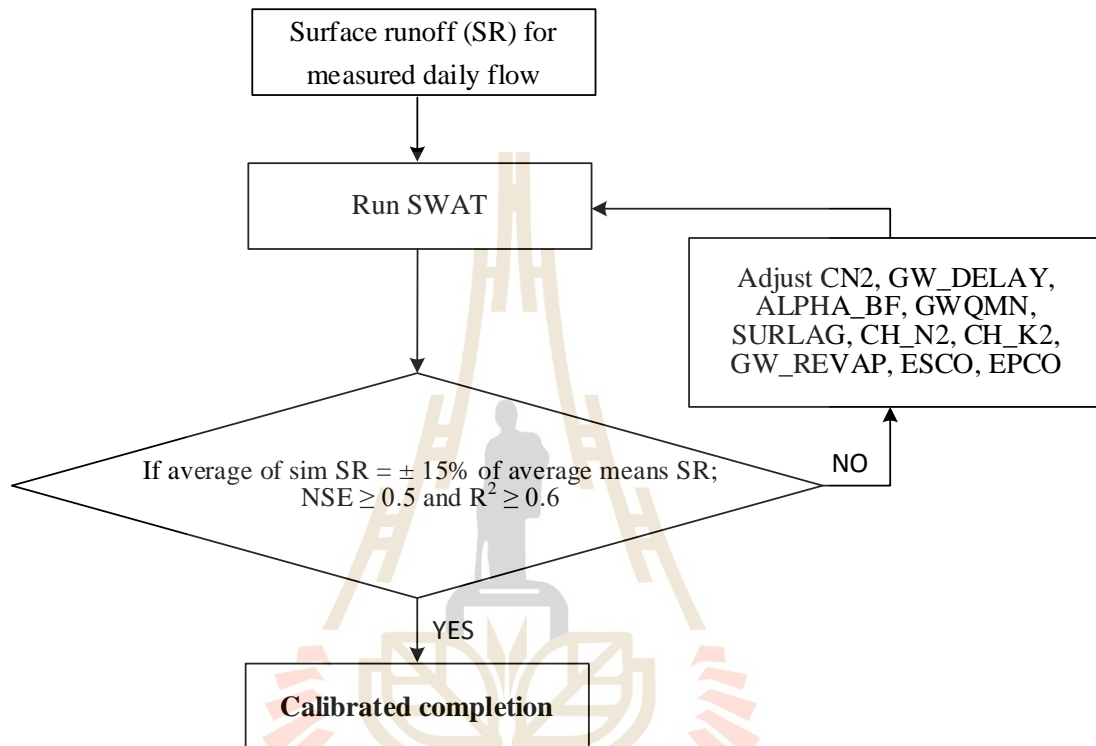 Surface runoff (SR) for
measured daily flow
Run SWAT
Adjust CN2, GW_DELAY,
ALPHA_BF, GWQMN,
SURLAG, CH_N2, CH_K2,
GW_REVAP, ESCO, EPCO
If average of sim SR = ± 15% of average means SR;
NSE ≥ 0.5 and R² ≥ 0.6
NO
YES
Calibrated completion